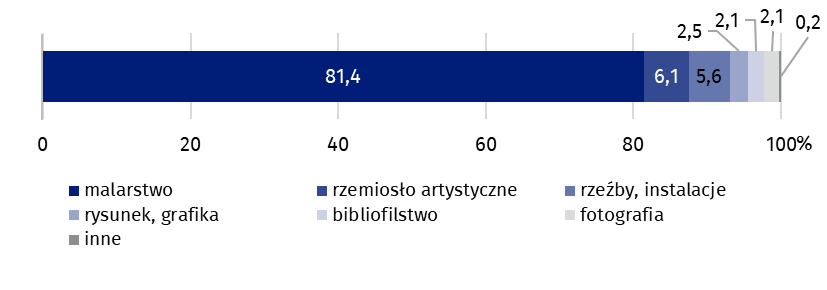 2,5 2,1 2,1 0,2
81,4 6,1 5,6
0 20 40 60 80 100%
malarstwo rzemiosło artystyczne rzeźby, instalacje
rysunek, grafika bibliofilstwo fotografia
inne